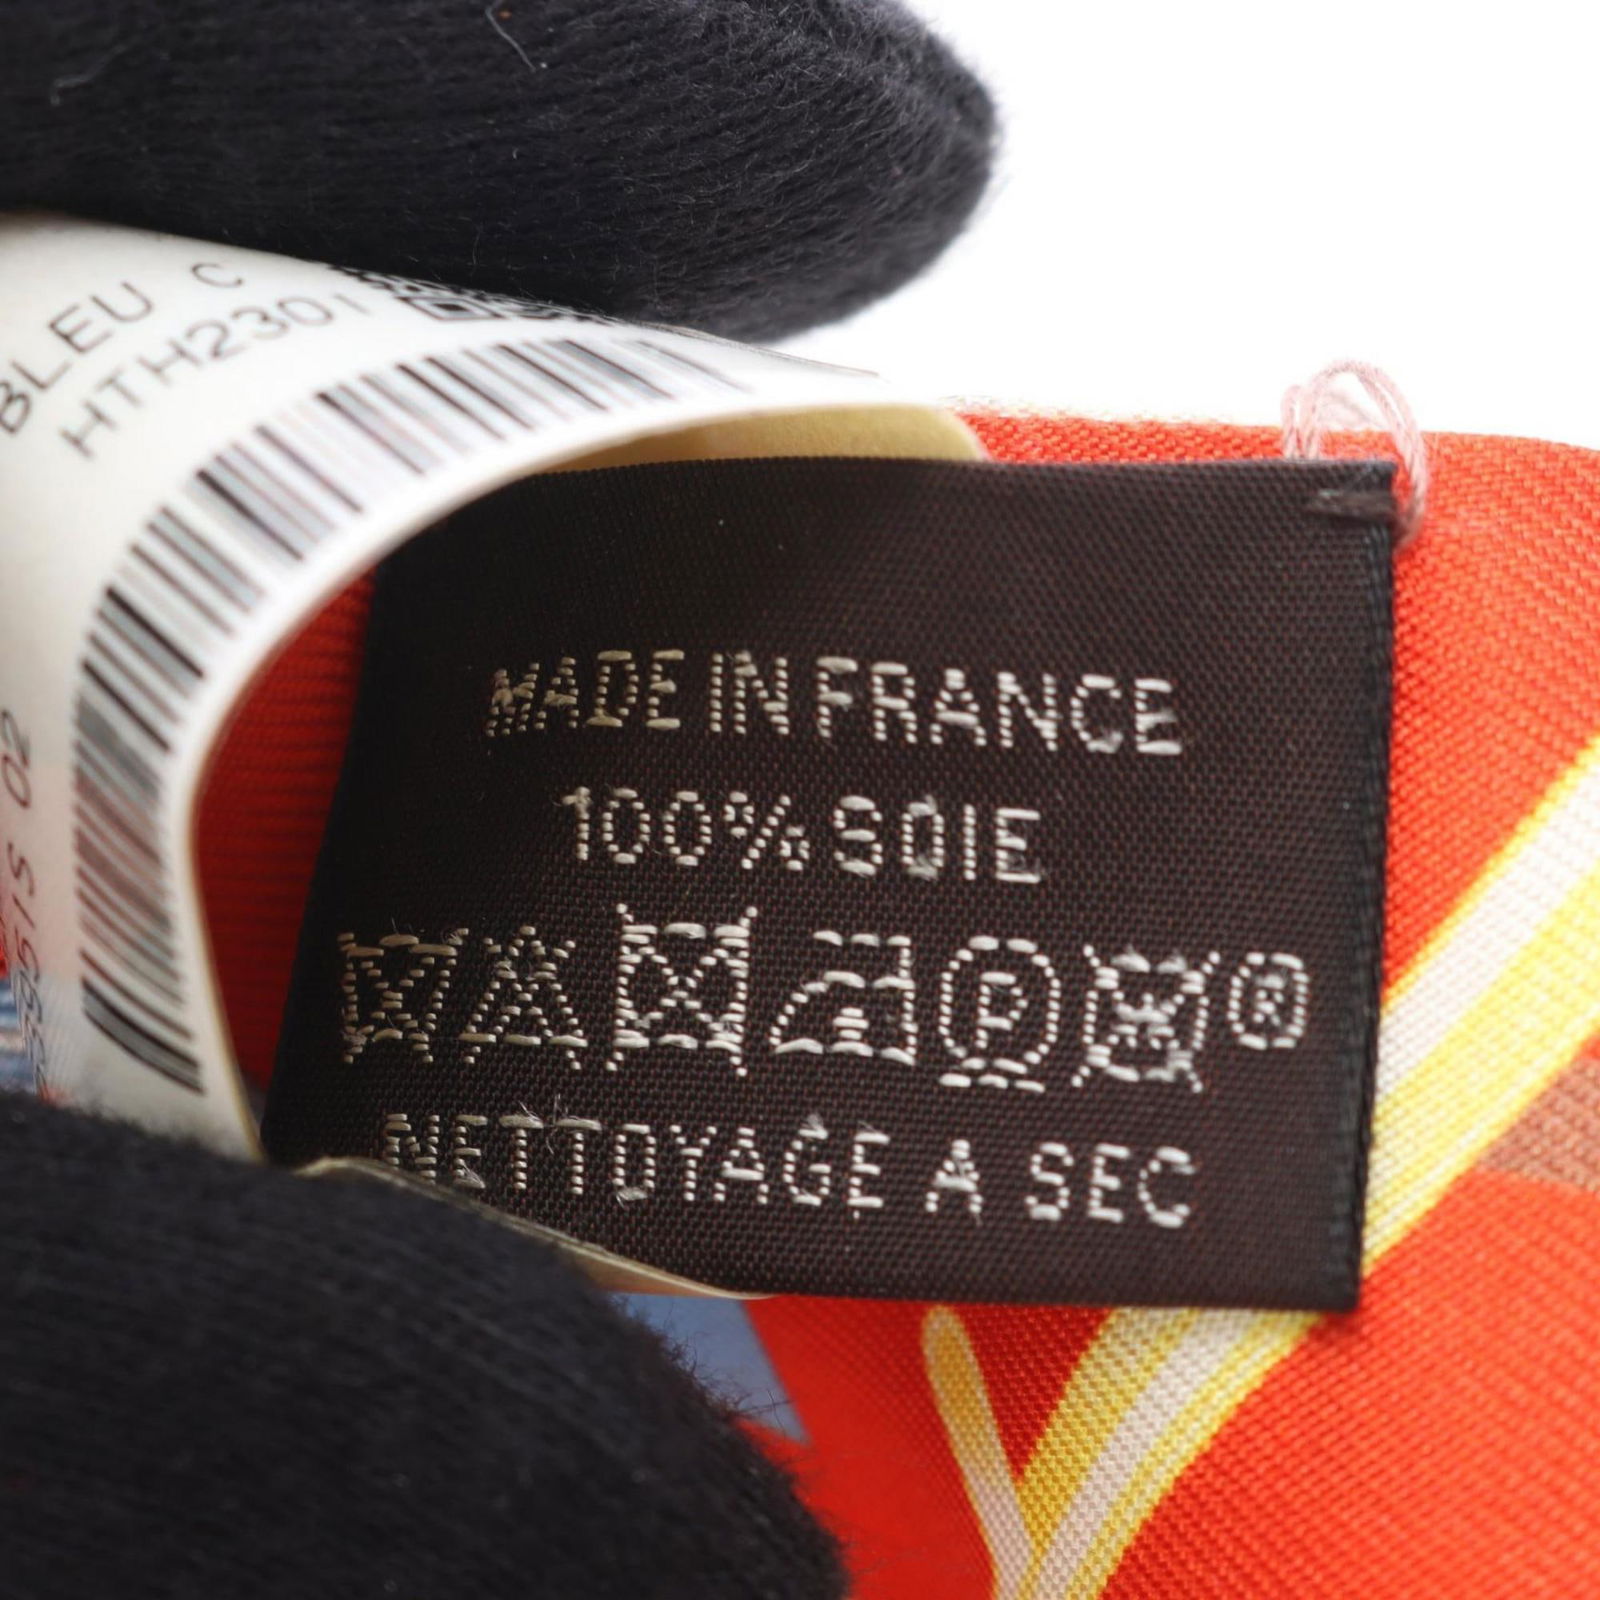 BLEU C
HTH2301
MADE IN FRANCE
100% SOIE
P ®
NETTOYAGE A SEC